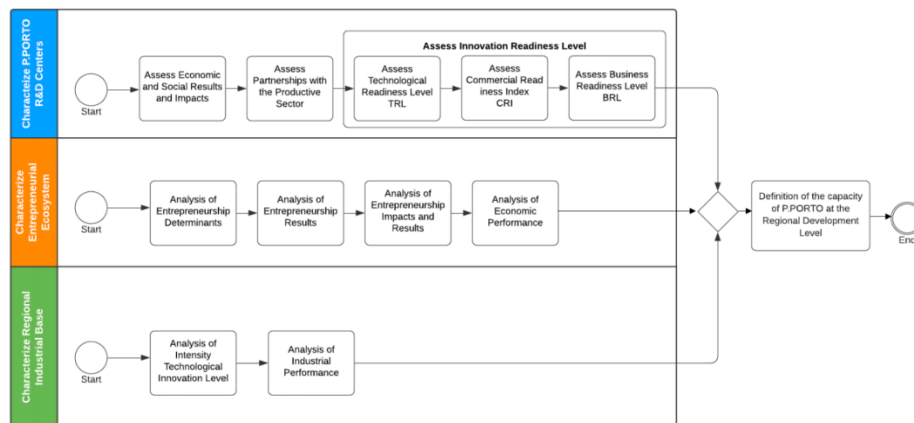 Characteize P.PORTO
R&D Centers
Start
Assess Economic
and Social Results
and Impacts
Assess
Partnerships with
the Productive
Sector
Assess Innovation Readiness Level
Assess
Technological
Readiness Level
TRL
Assess
Commercial Read
iness Index
CRI
Assess Business
Readiness Level
BRL
Characterize
Entrepreneurial
Ecosystem
Start
Analysis of
Entrepreneurship
Determinants
Analysis of
Entrepreneurship
Results
Analysis of
Entrepreneurship
Impacts and
Results
Analysis of
Economic
Performance
Definition of the capacity
of P.PORTO at the
Regional Development
Level
End
Characterize Regional
Industrial Base
Start
Analysis of
Intensity
Technological
Innovation Level
Analysis of
Industrial
Performance